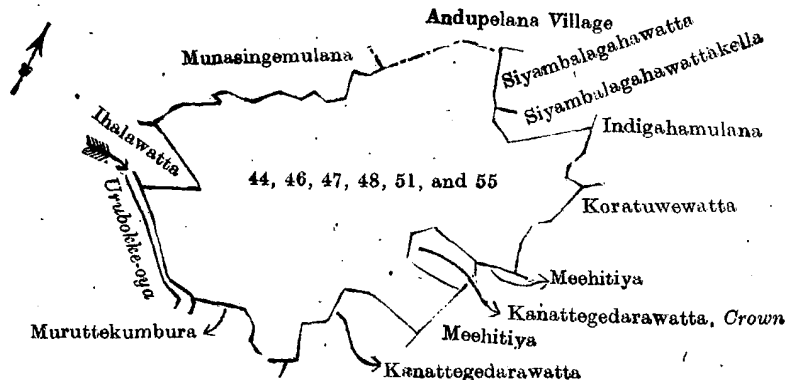 Andupelana Village
Munasingemulana
Siyambalagahawatta
Siyambalagahawattakella
Indigahamulana
Ihalawatta
44, 46, 47, 48, 51, and 55
Urubokke-oya
Koratuwewatta
Meehitiya
Kanattegedarawatta, Crown
Muruttekumbura
Meehitiya
Kanattegedarawatta